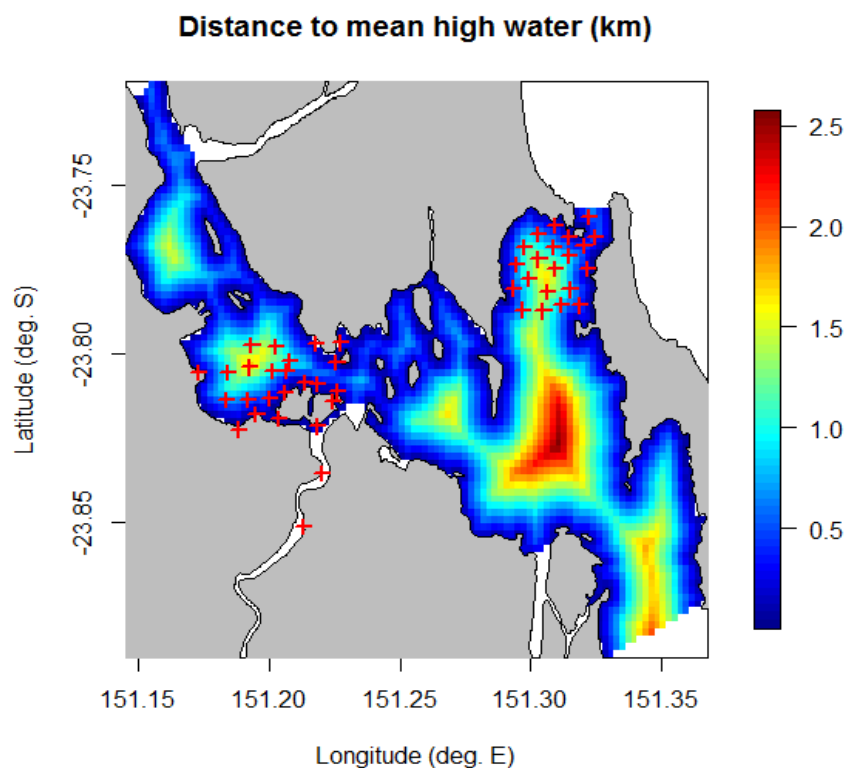 Distance to mean high water (km)
Latitude (deg. S)
-23.75
-23.80
-23.85
2.5
2.0
1.5
1.0
0.5
151.15 151.20 151.25 151.30 151.35
Longitude (deg. E)